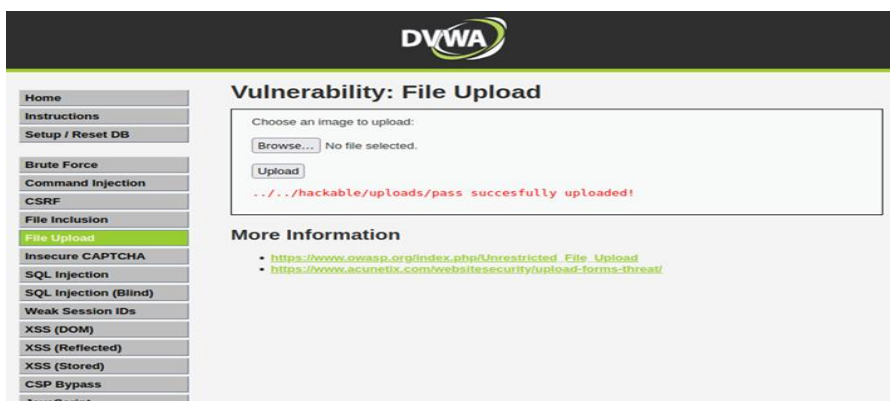 DVWA
Home
Instructions
Setup / Reset DB
Brute Force
Command Injection
CSRF
File Inclusion
File Upload
Insecure CAPTCHA
SQL Injection
SQL Injection (Blind)
Weak Session IDs
XSS (DOM)
XSS (Reflected)
XSS (Stored)
CSP Bypass
JavaScript
Vulnerability: File Upload
Choose an image to upload:
Browse... No file selected.
Upload
../../hackable/uploads/pass succesfully uploaded!
More Information
https://www.owasp.org/index.php/Unrestricted_File_Upload
https://www.acunetix.com/websitesecurity/upload-forms-threat/